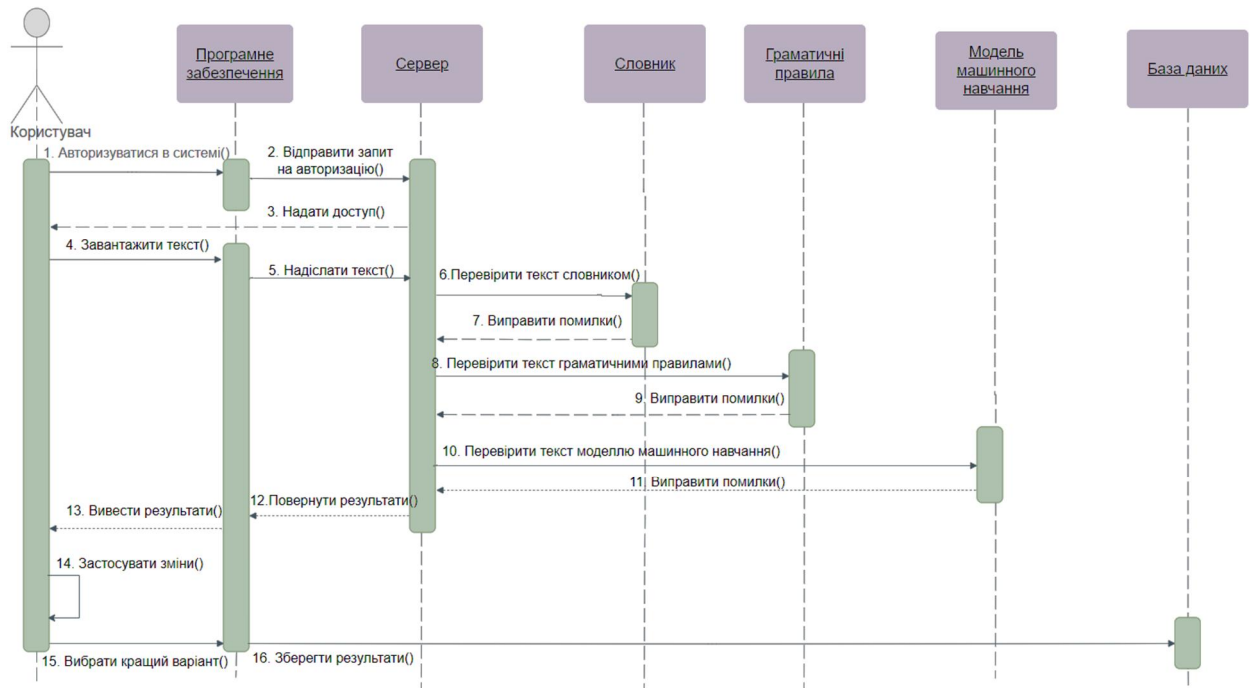 Користувач
Програмне
забезпечення
Сервер
Словник
Граматичні
правила
Модель
машинного
навчання
База даних
1. Авторизуватися в системі()
2. Відправити запит
на авторизацію()
3. Надати доступ()
4. Завантажити текст()
5. Надіслати текст()
6.Перевірити текст словником()
7. Виправити помилки()
8. Перевірити текст граматичними правилами()
9. Виправити помилки()
10. Перевірити текст моделлю машинного навчання()
11. Виправити помилки()
12.Повернути результати()
13. Вивести результати()
14. Застосувати зміни()
15. Вибрати кращий варіант()
16. Зберегти результати()